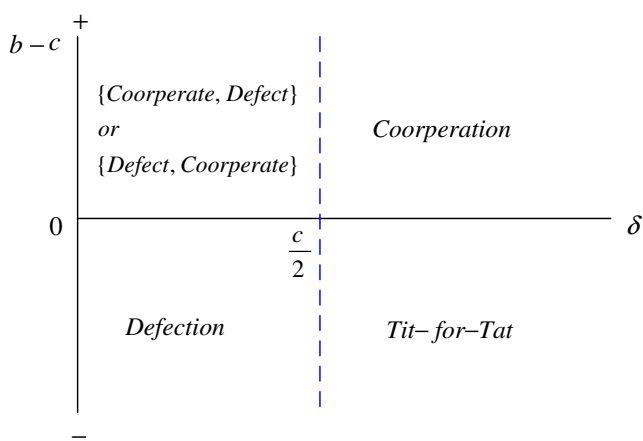 +
b – c
{Coorperate, Defect}
or
{Defect, Coorperate}
Coorperation
0
δ
c
2
Defection
Tit– for–Tat
–